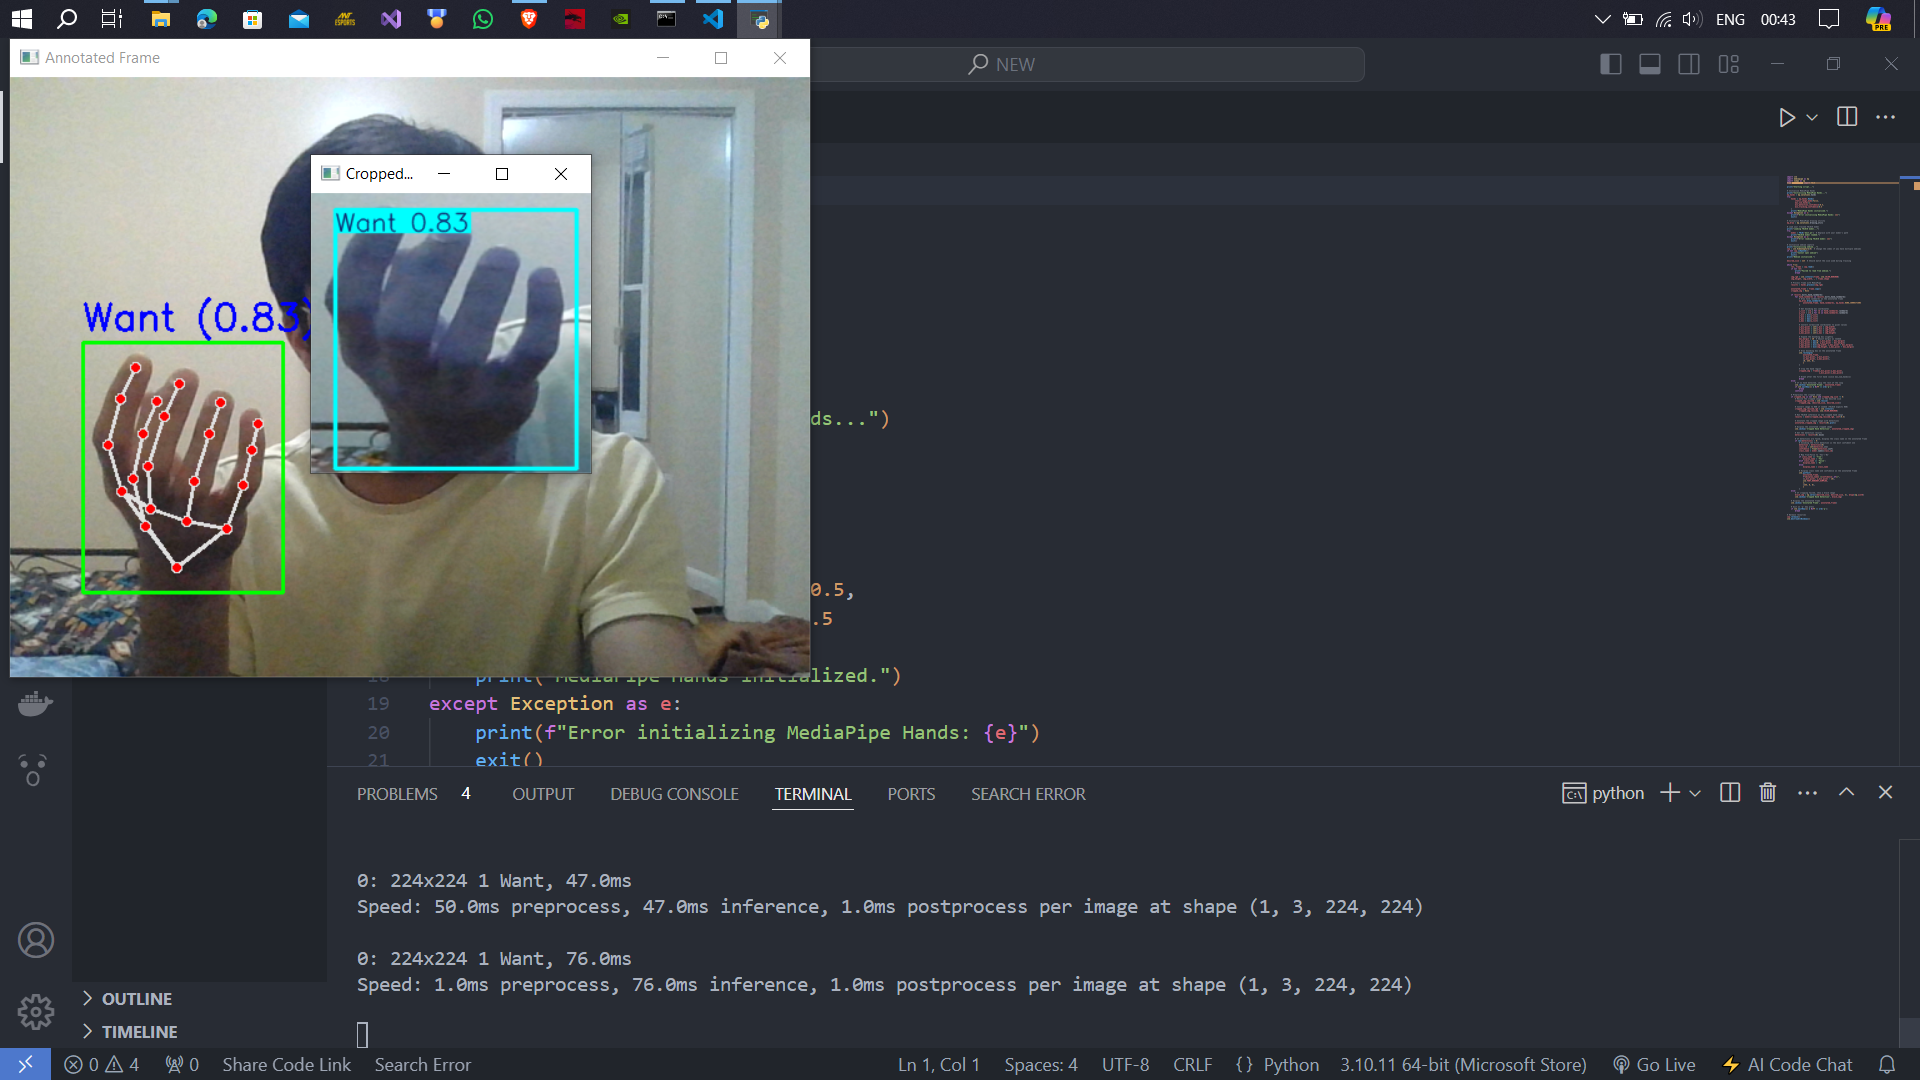 ENG
00:43
PRE
Annotated Frame
NEW
Cropped...
Want 0.83
Want (0.83)
ds...")
0.5,
.5
18 print("MediaPipe Hands initialized.")
19 except Exception as e:
20 print(f"Error initializing MediaPipe Hands: {e}")
21 exit()
PROBLEMS 4 OUTPUT DEBUG CONSOLE TERMINAL PORTS SEARCH ERROR
python
0: 224x224 1 Want, 47.0ms
Speed: 50.0ms preprocess, 47.0ms inference, 1.0ms postprocess per image at shape (1, 3, 224, 224)
0: 224x224 1 Want, 76.0ms
Speed: 1.0ms preprocess, 76.0ms inference, 1.0ms postprocess per image at shape (1, 3, 224, 224)
OUTLINE
TIMELINE
0 4 0 Share Code Link Search Error Ln 1, Col 1 Spaces: 4 UTF-8 CRLF {} Python 3.10.11 64-bit (Microsoft Store) Go Live AI Code Chat